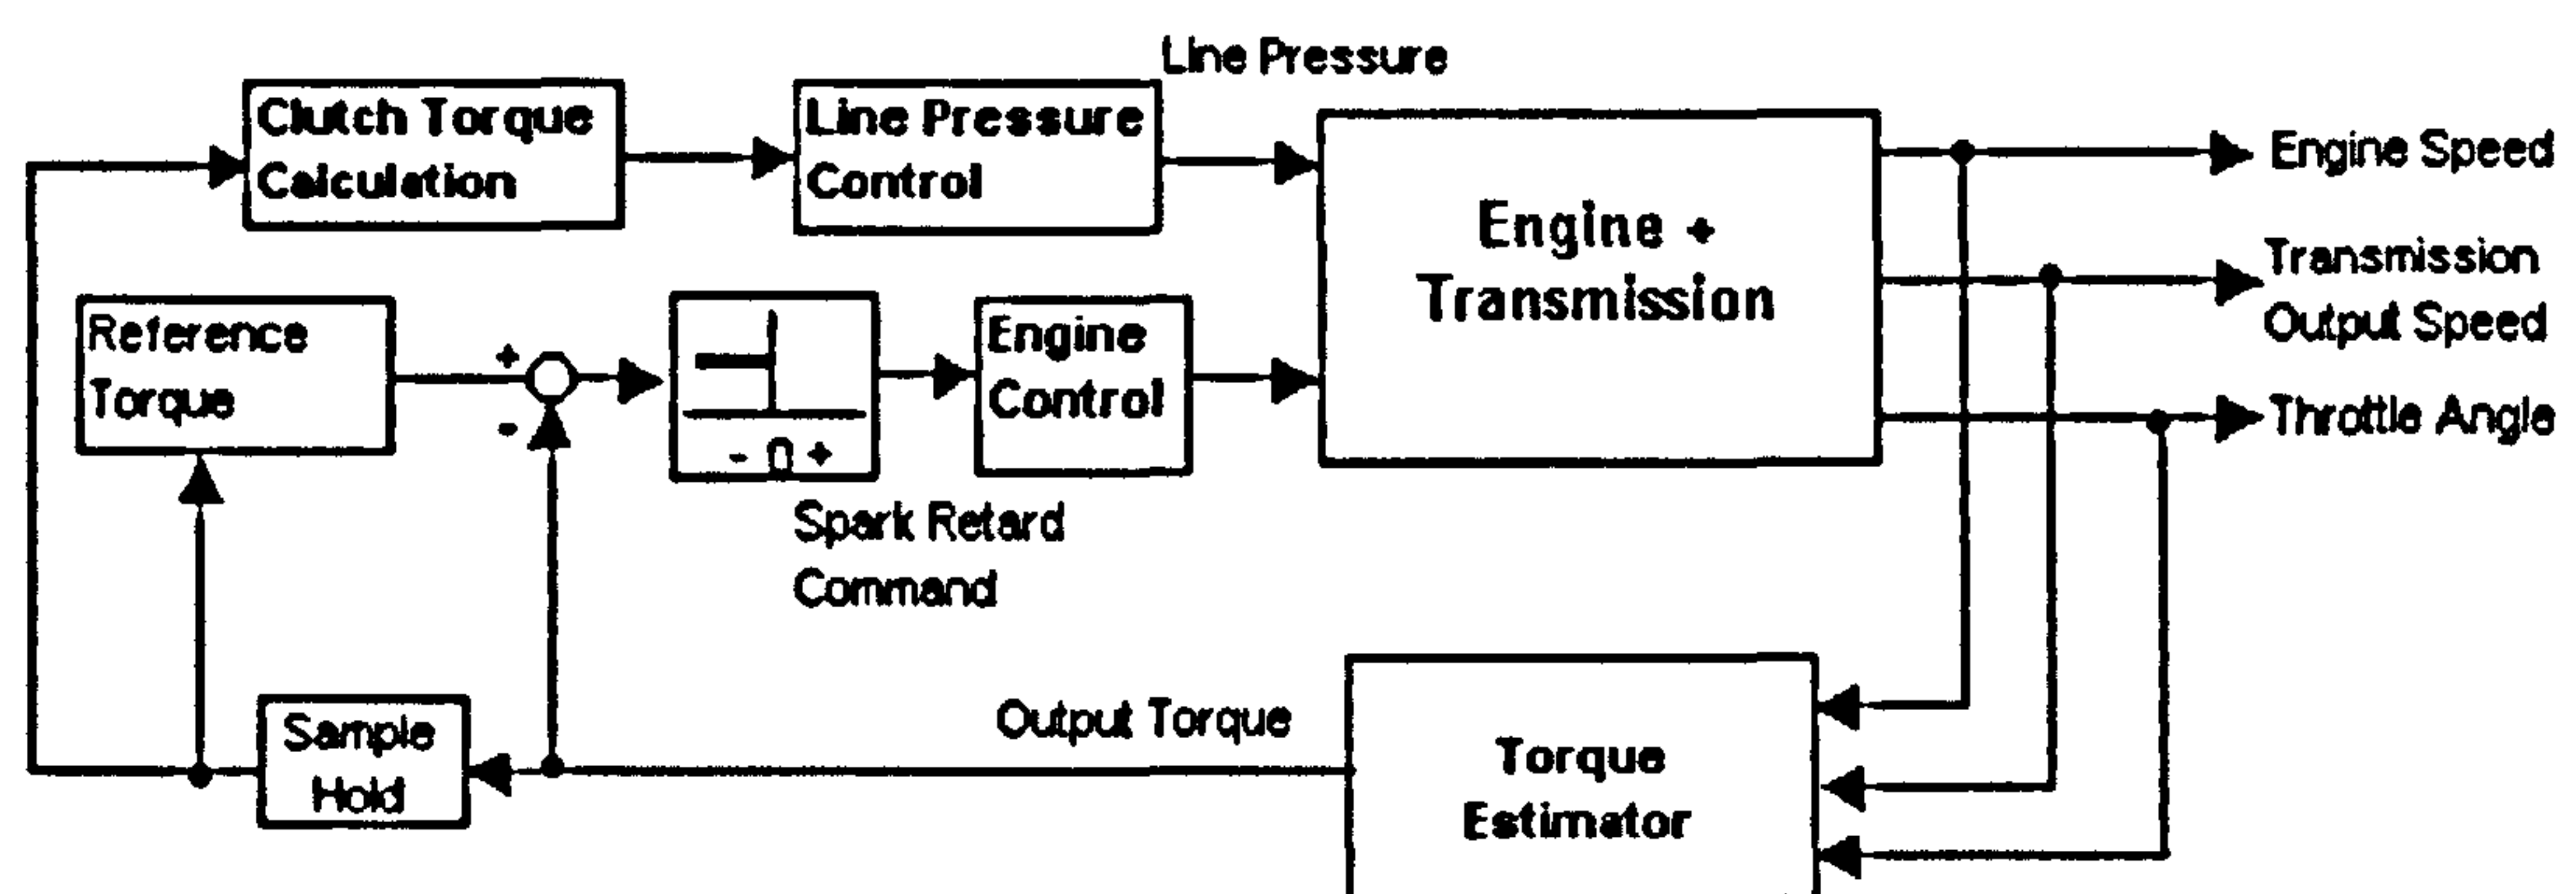 Line Pressure
Clutch Torque
Calculation
Line Pressure
Control
Engine +
Transmission
Engine Speed
Transmission
Output Speed
Throttle Angle
Reference
Torque
+
-
- 0 +
Engine
Control
Spark Retard
Command
Sample
Hold
Output Torque
Torque
Estimator